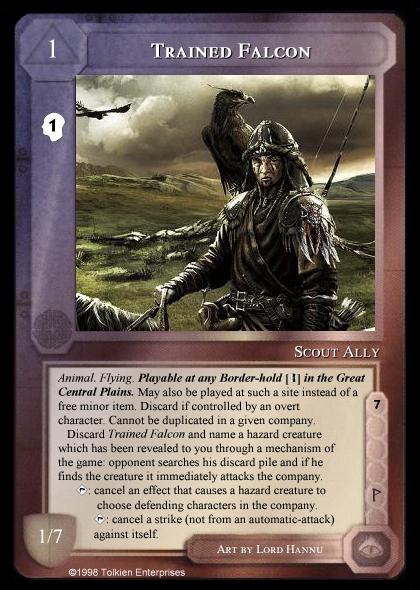 1
TRAINED FALCON
1
SCOUT ALLY
Animal. Flying. Playable at any Border-hold [ ] in the Great
Central Plains. May also be played at such a site instead of a
free minor item. Discard if controlled by an overt
character. Cannot be duplicated in a given company.
Discard Trained Falcon and name a hazard creature
which has been revealed to you through a mechanism of
the game: opponent searches his discard pile and if he
finds the creature it immediately attacks the company.
: cancel an effect that causes a hazard creature to
choose defending characters in the company.
: cancel a strike (not from an automatic-attack)
against itself.
7
ᚹ
1/7
ART BY LORD HANNU
©1998 Tolkien Enterprises